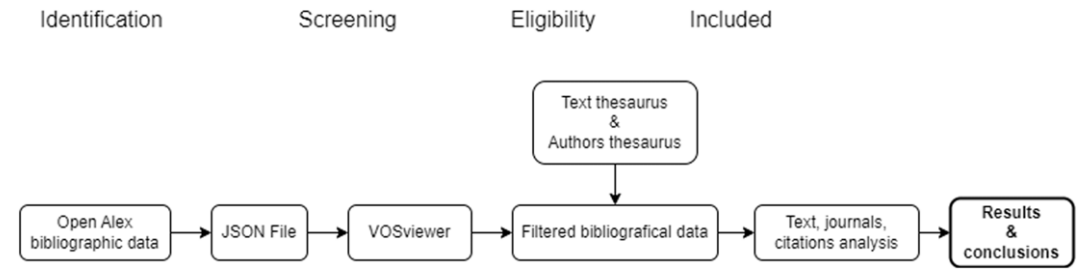 Identification
Screening
Eligibility
Included
Text thesaurus
&
Authors thesaurus
Open Alex
bibliographic data
JSON File
VOSviewer
Filtered bibliografical data
Text, journals,
citations analysis
Results
&
conclusions